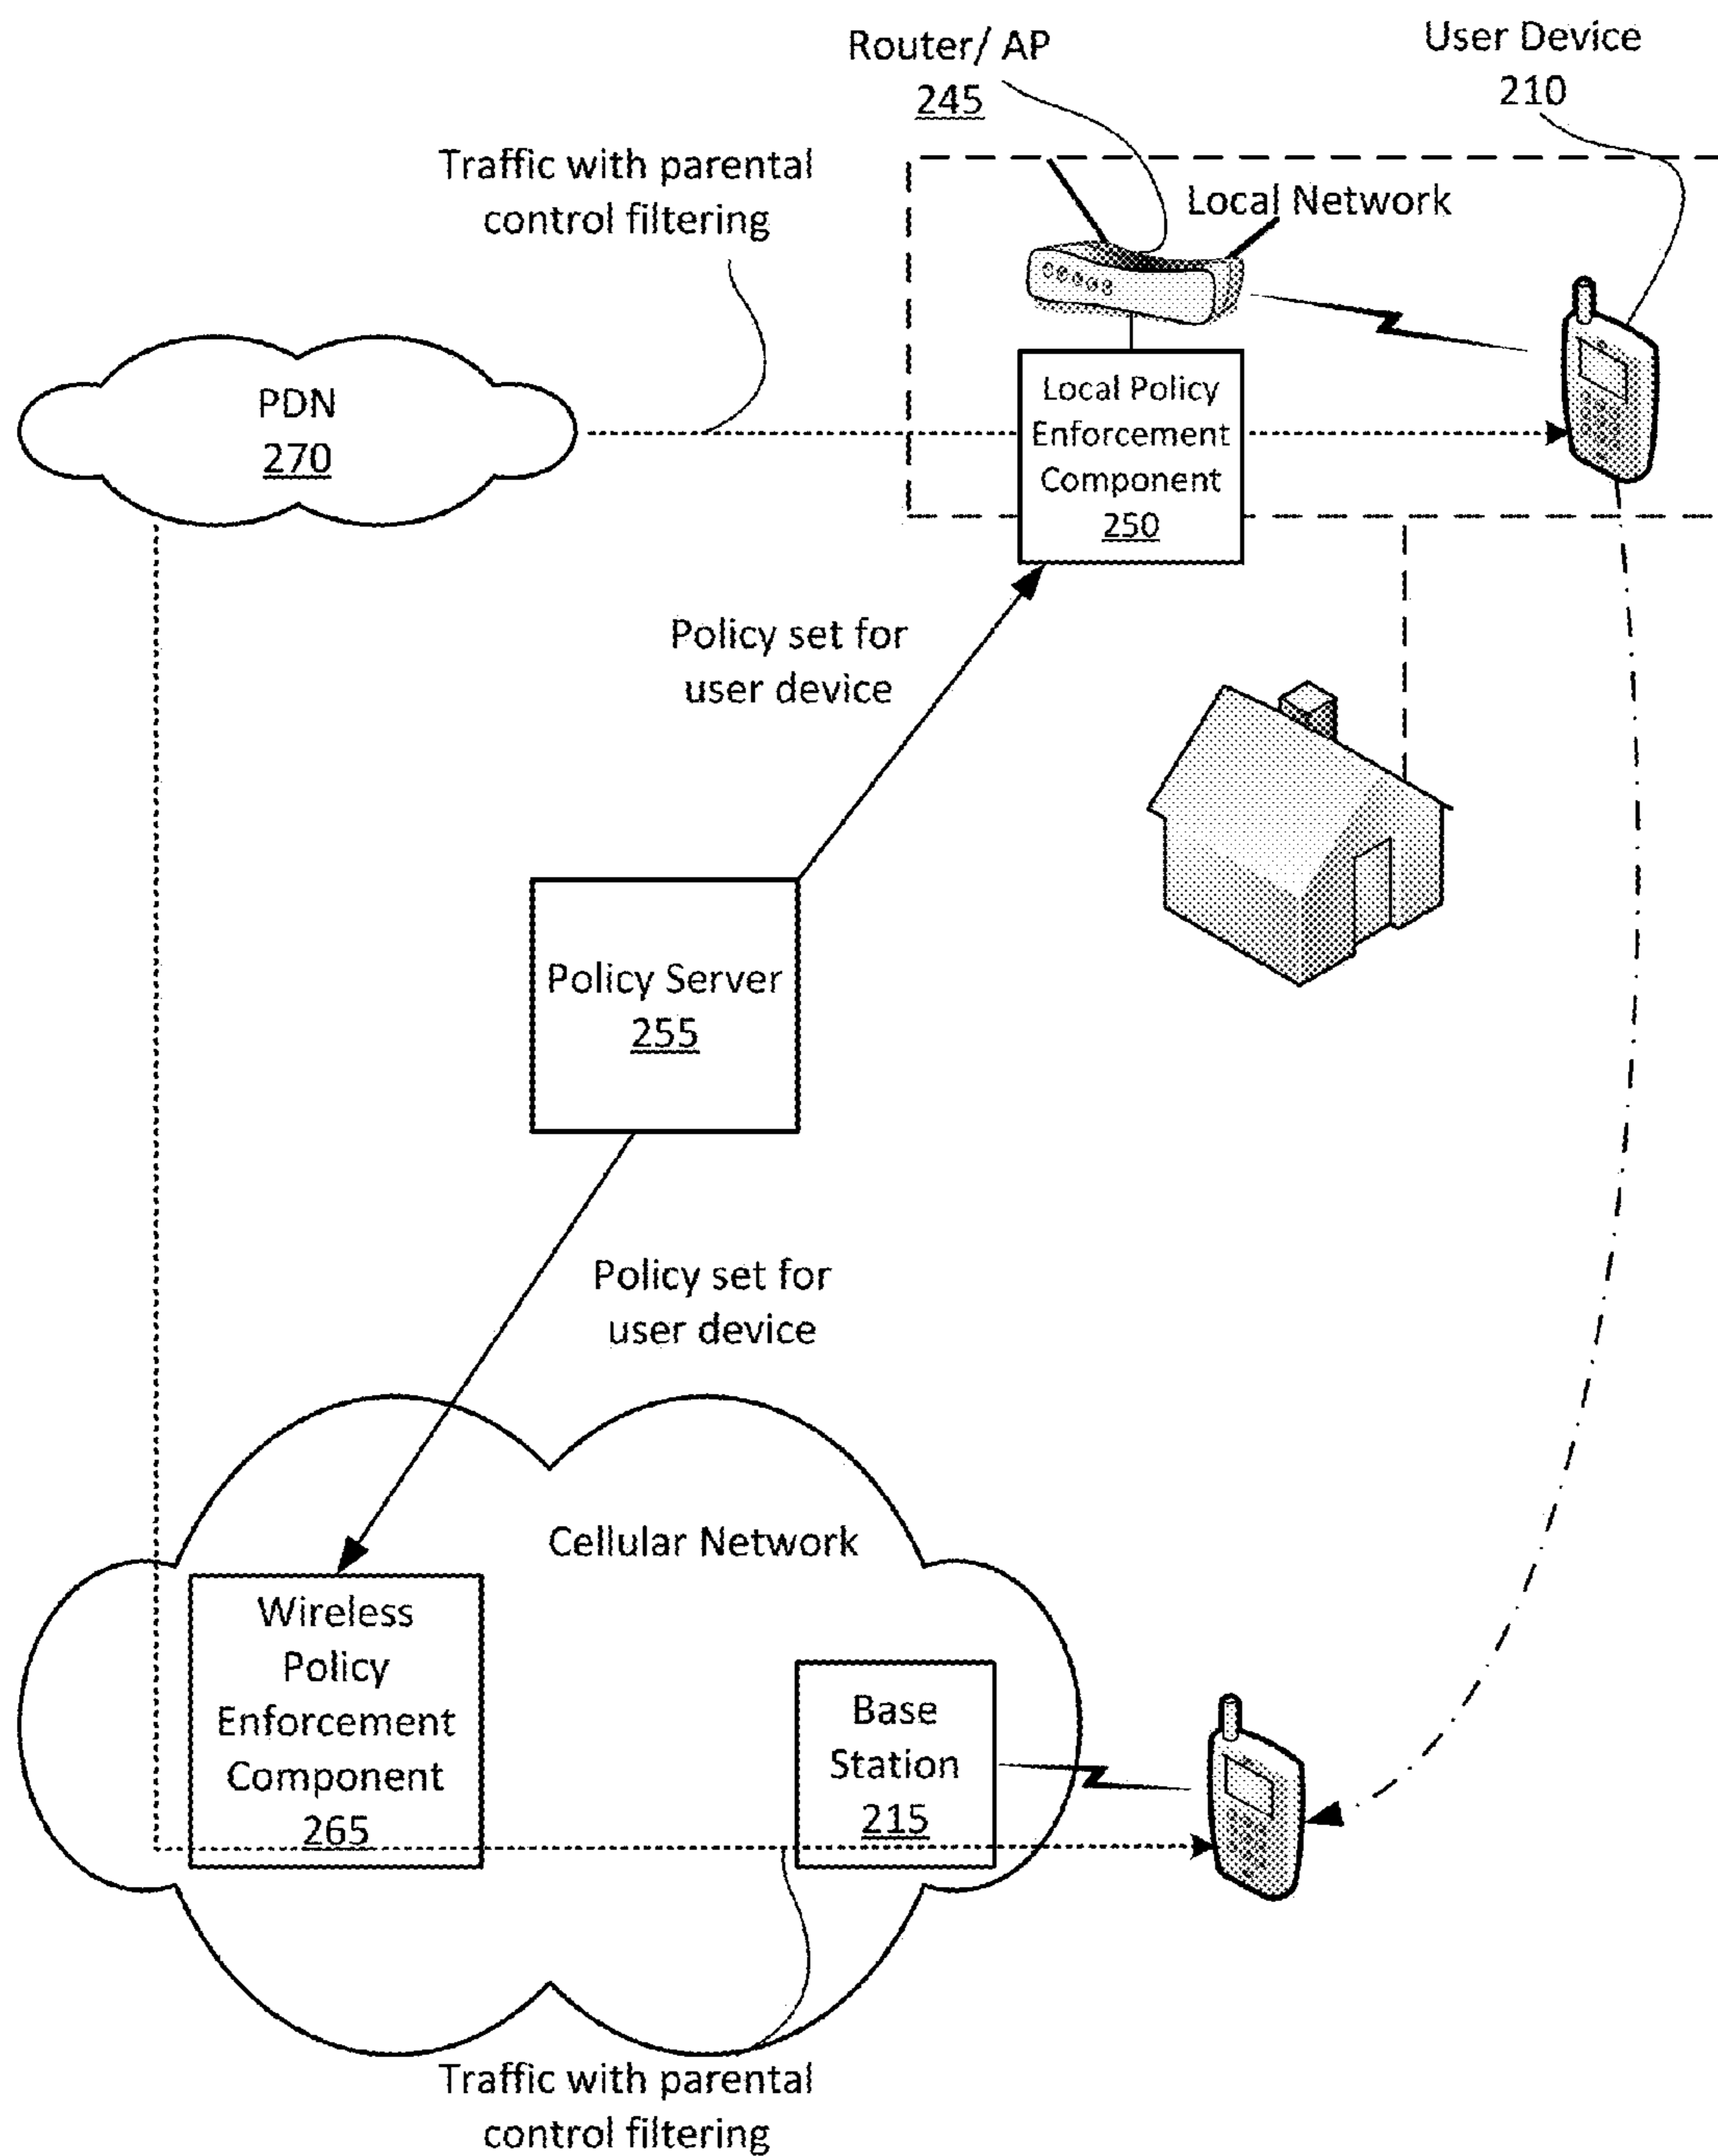 Router/ AP
245
User Device
210
Traffic with parental
control filtering
Local Network
PDN
270
Local Policy
Enforcement
Component
250
Policy set for
user device
Policy Server
255
Policy set for
user device
Cellular Network
Wireless
Policy
Enforcement
Component
265
Base
Station
215
Traffic with parental
control filtering